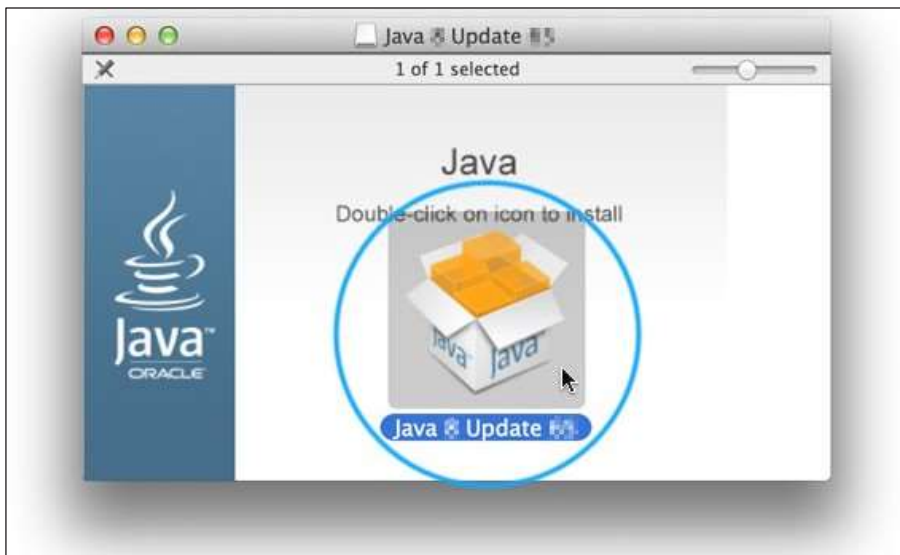 Java Update
1 of 1 selected
Java
Double-click on icon to install
Java
ORACLE
Java Java
Java Update